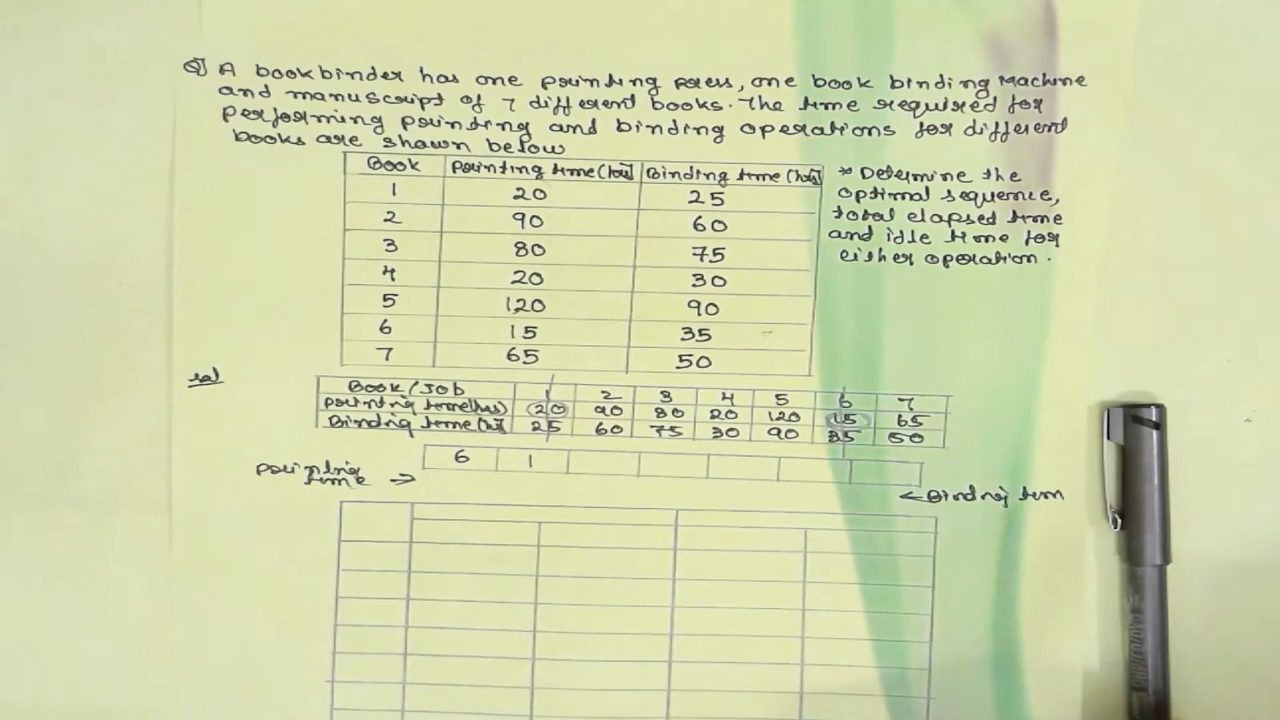 Q] A bookbinder has one printing press, one book binding Machine
and manuscript of 7 different books. The time required for
performing printing and binding operations for different
books are shown below
Book Printing time (hrs) Binding time (hrs)
1 20 25
2 90 60
3 80 75
4 20 30
5 120 90
6 15 35
7 65 50
* Determine the
optimal sequence,
total elapsed time
and idle time for
either operation.
Sol
Book/Job 1 2 3 4 5 6 7
Printing time(hrs) 20 90 80 20 120 15 65
Binding time(hrs) 25 60 75 30 90 35 50
6 1
Printing
time →
← Binding time